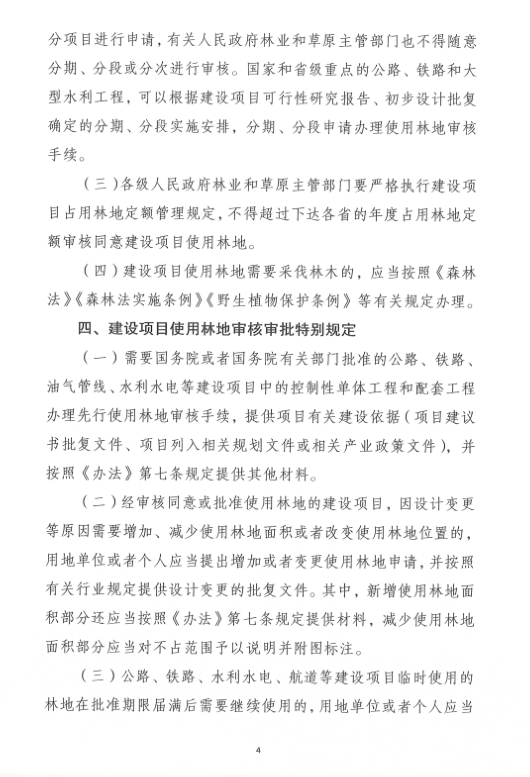 分项目进行申请,有关人民政府林业和草原主管部门也不得随意
分期、分段或分次进行审核。国家和省级重点的公路、铁路和大
型水利工程，可以根据建设项目可行性研究报告、初步设计批复
确定的分期、分段实施安排，分期、分段申请办理使用林地审核
手续。
（三）各级人民政府林业和草原主管部门要严格执行建设项
目占用林地定额管理规定,不得超过下达各省的年度占用林地定
额审核同意建设项目使用林地。
（四）建设项目使用林地需要采伐林木的，应当按照《森林
法》《森林法实施条例》《野生植物保护条例》等有关规定办理。
四、建设项目使用林地审核审批特别规定
（一）需要国务院或者国务院有关部门批准的公路、铁路、
油气管线、水利水电等建设项目中的控制性单体工程和配套工程
办理先行使用林地审核手续，提供项目有关建设依据（项目建议
书批复文件、项目列入相关规划文件或相关产业政策文件），并
按照《办法》第七条规定提供其他材料。
（二）经审核同意或批准使用林地的建设项目，因设计变更
等原因需要增加、减少使用林地面积或者改变使用林地位置的，
用地单位或者个人应当提出增加或者变更使用林地申请,并按照
有关行业规定提供设计变更的批复文件。其中，新增使用林地面
积部分还应当按照《办法》第七条规定提供材料，减少使用林地
面积部分应当对不占范围予以说明并附图标注。
（三）公路、铁路、水利水电、航道等建设项目临时使用的
林地在批准期限届满后需要继续使用的,用地单位或者个人应当
4